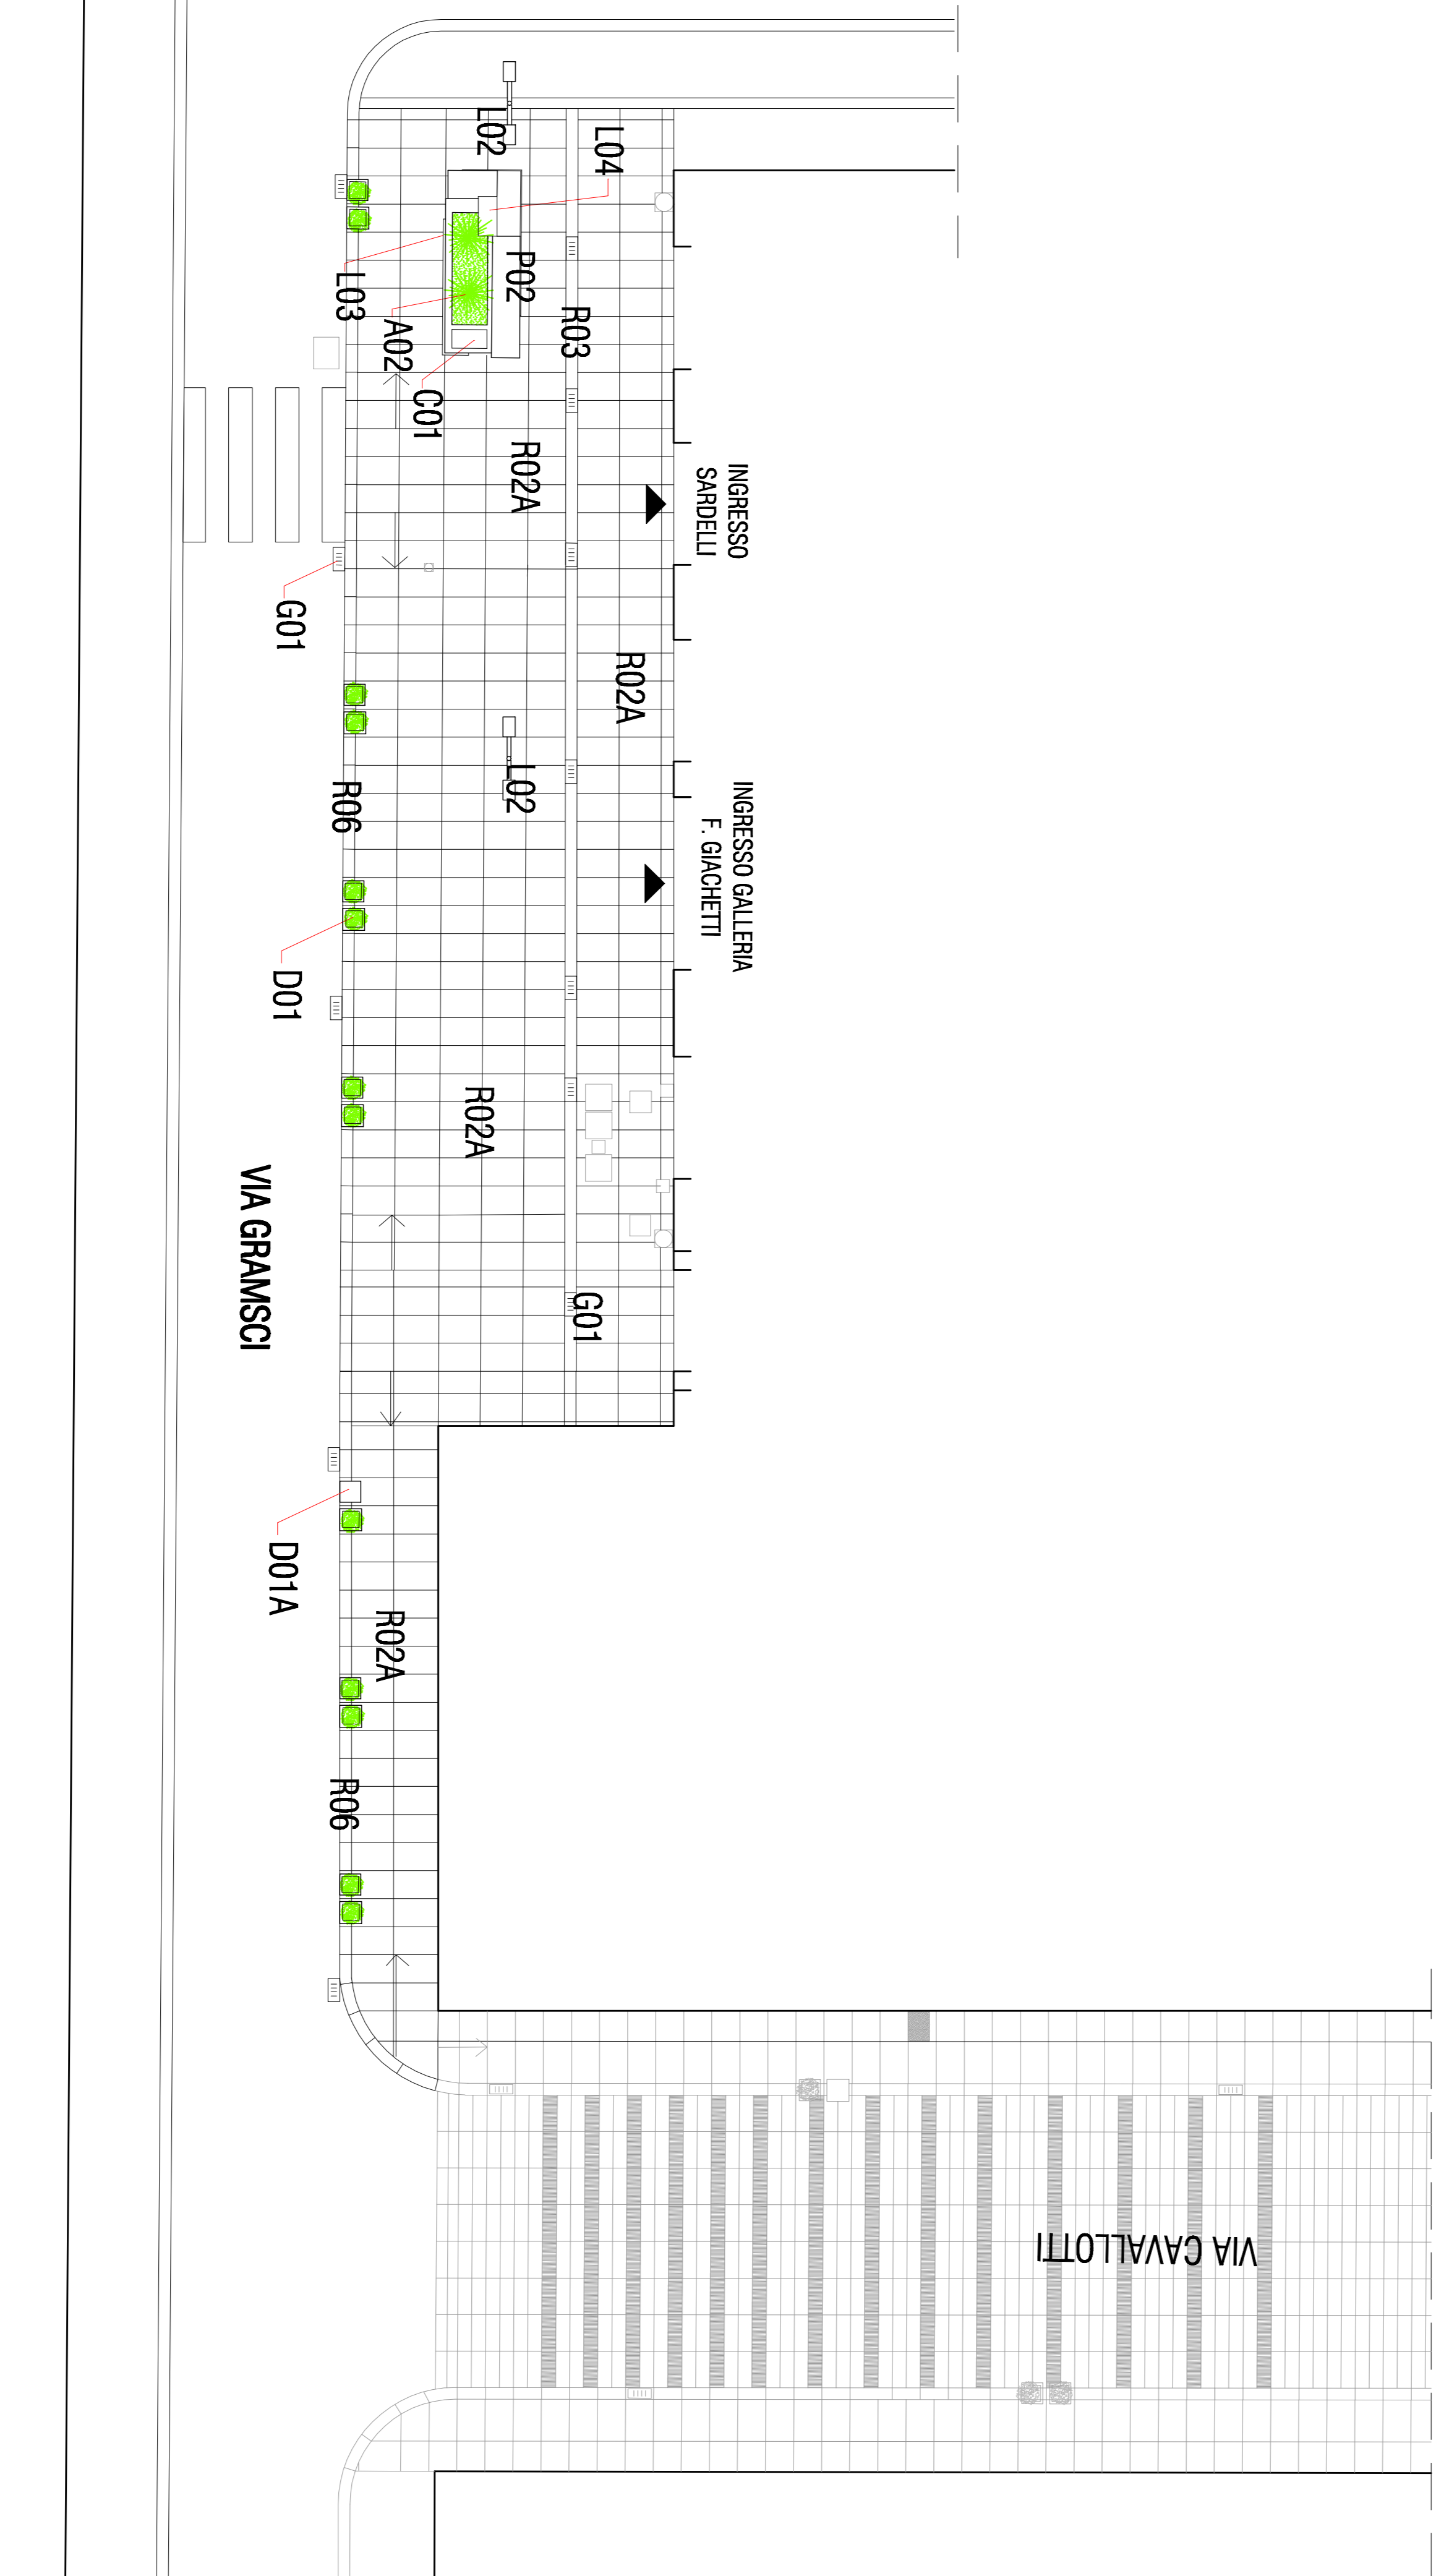 L02
L04
P02
L03
R03
A02
C01
R02A
INGRESSO
SARDELLI
G01
R02A
L02
R06
INGRESSO GALLERIA
F. GIACHETTI
D01
R02A
VIA GRAMSCI
G01
D01A
R02A
R06
VIA CAVALLOTTI